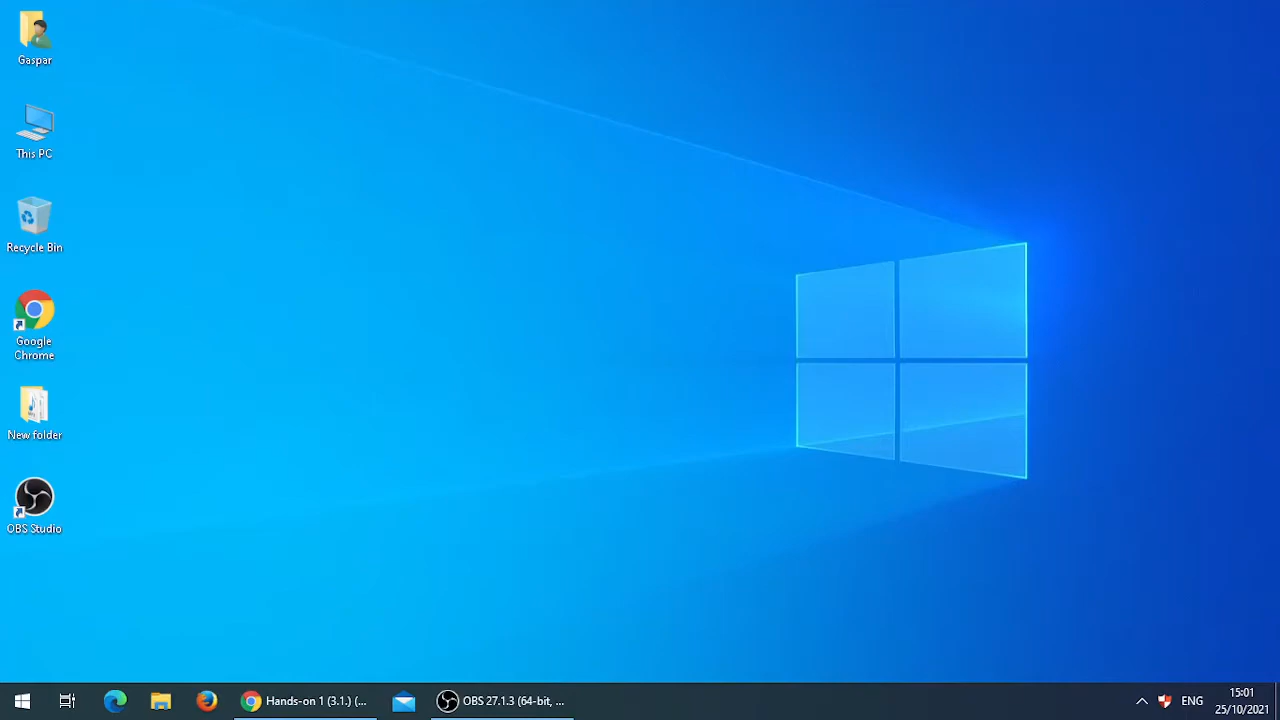 Gaspar
This PC
Recycle Bin
Google
Chrome
New folder
OBS Studio
Hands-on 1 (3.1.) (...
OBS 27.1.3 (64-bit, ...
ENG
15:01
25/10/2021